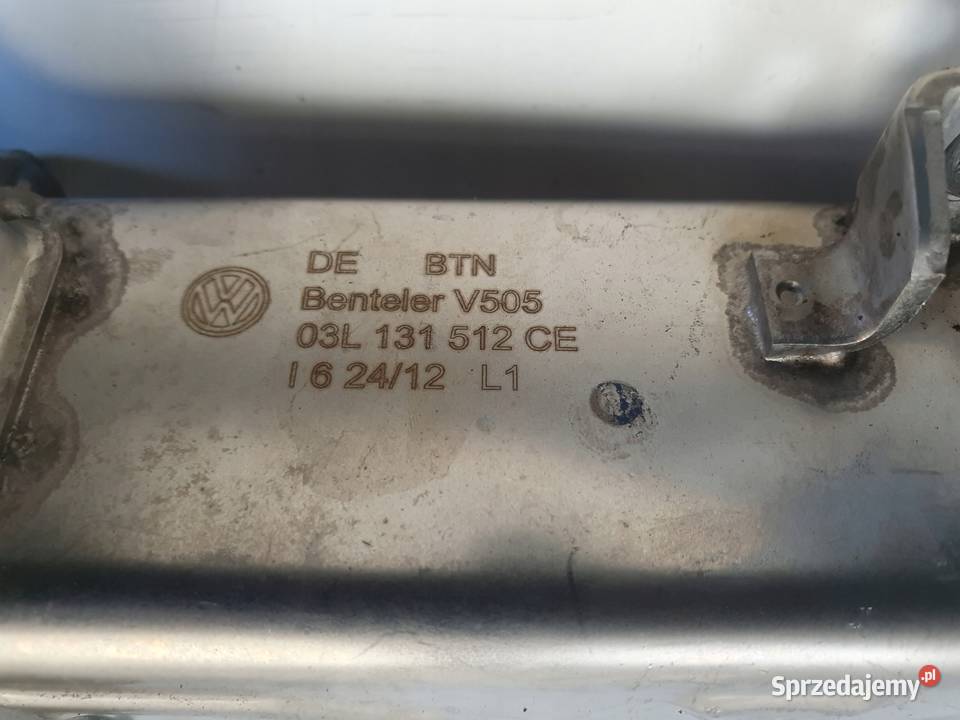 DE BTN
Benteler V505
03L 131 512 CE
I 6 24/12 L1
Sprzedajemy.pl